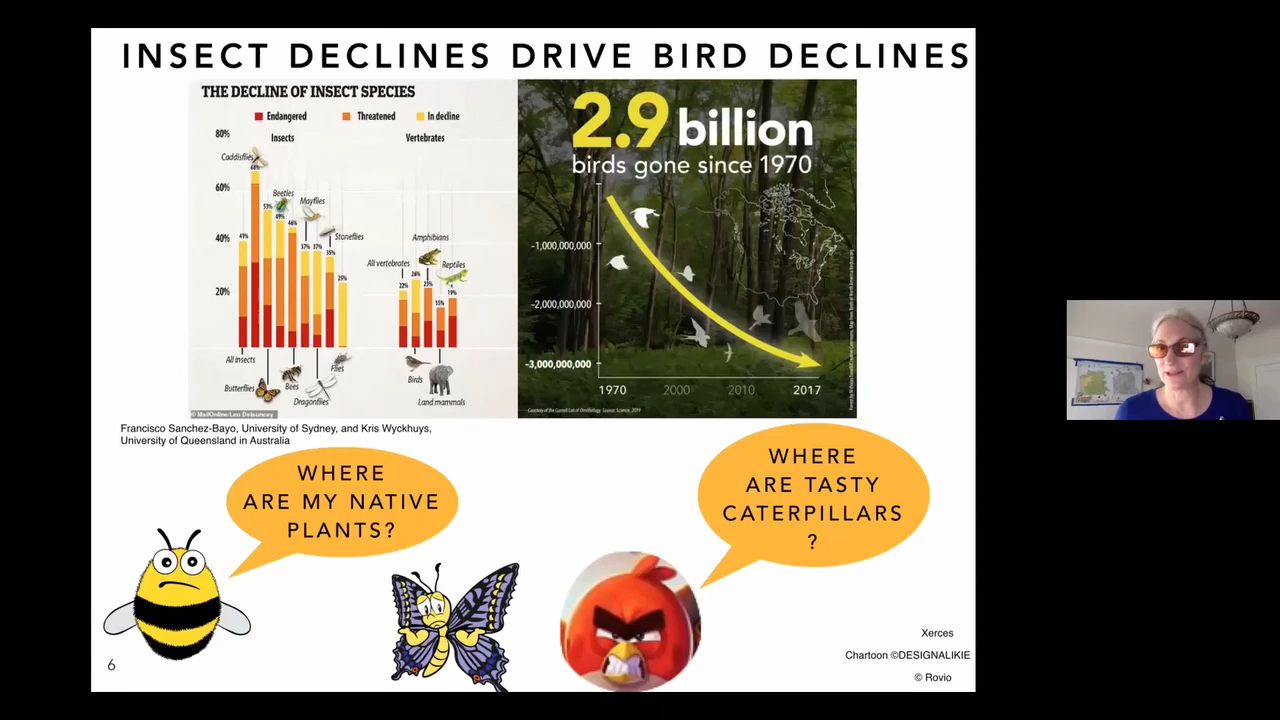 INSECT DECLINES DRIVE BIRD DECLINES
THE DECLINE OF INSECT SPECIES
Endangered Threatened In decline
Insects Vertebrates
80%
60%
40%
20%
Caddisflies
Beetles
Mayflies
Stoneflies
Amphibians
All vertebrates
Reptiles
41%
68%
53%
49%
46%
37%
37%
35%
25%
22%
26%
23%
15%
19%
All insects
Butterflies
Bees
Dragonflies
Flies
Birds
Land mammals
© MailOnline/Leo Delauncey
2.9 billion
birds gone since 1970
-1,000,000,000
-2,000,000,000
-3,000,000,000
1970 2000 2010 2017
Francisco Sanchez-Bayo, University of Sydney, and Kris Wyckhuys,
University of Queensland in Australia
WHERE
ARE MY NATIVE
PLANTS?
WHERE
ARE TASTY
CATERPILLARS
?
Xerces
Chartoon ©DESIGNALIKIE
© Rovio
6